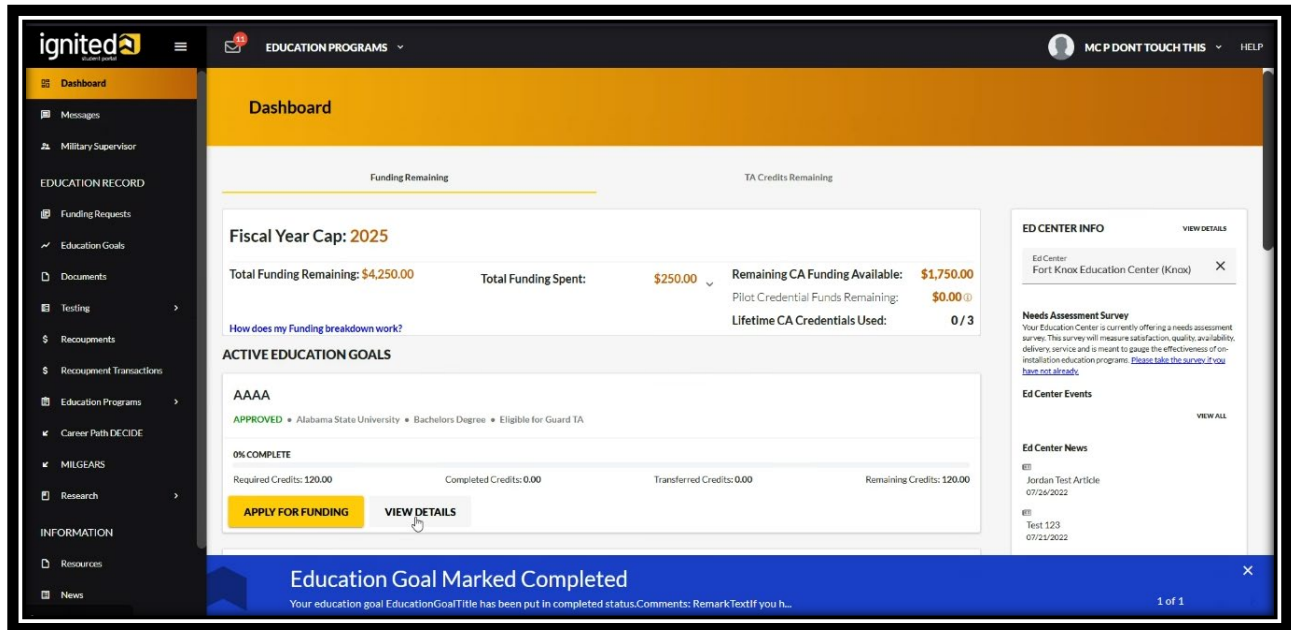 ignited
student portal
11
EDUCATION PROGRAMS
MC P DONT TOUCH THIS
HELP
Dashboard
Messages
Military Supervisor
EDUCATION RECORD
Funding Requests
Education Goals
Documents
Testing
$ Recoupments
$ Recoupment Transactions
Education Programs
Career Path DECIDE
MILGEARS
Research
INFORMATION
Resources
News
Dashboard
Funding Remaining
TA Credits Remaining
Fiscal Year Cap: 2025
Total Funding Remaining: $4,250.00
Total Funding Spent: $250.00
Remaining CA Funding Available: $1,750.00
Pilot Credential Funds Remaining: $0.00
Lifetime CA Credentials Used: 0 / 3
How does my Funding breakdown work?
ACTIVE EDUCATION GOALS
AAAA
APPROVED • Alabama State University • Bachelors Degree • Eligible for Guard TA
0% COMPLETE
Required Credits: 120.00
Completed Credits: 0.00
Transferred Credits: 0.00
Remaining Credits: 120.00
APPLY FOR FUNDING
VIEW DETAILS
ED CENTER INFO
VIEW DETAILS
Ed Center
Fort Knox Education Center (Knox)
Needs Assessment Survey
Your Education Center is currently offering a needs assessment
survey. This survey will measure satisfaction, quality, availability,
delivery, service and is meant to gauge the effectiveness of on-
installation education programs. Please take the survey if you
have not already.
Ed Center Events
VIEW ALL
Ed Center News
Jordan Test Article
07/26/2022
Test 123
07/21/2022
Education Goal Marked Completed
Your education goal EducationGoalTitle has been put in completed status.Comments: RemarkTextIf you h...
1 of 1